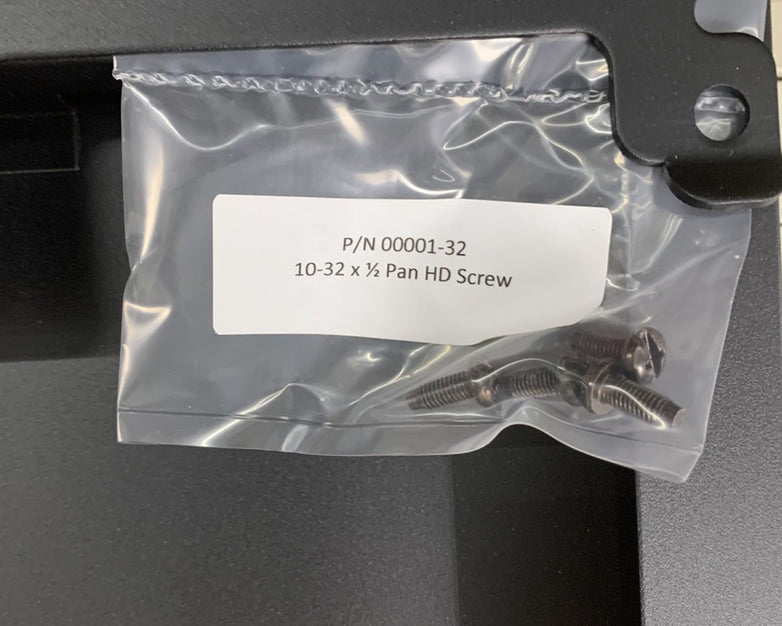 P/N 00001-32
10-32 x ½ Pan HD Screw